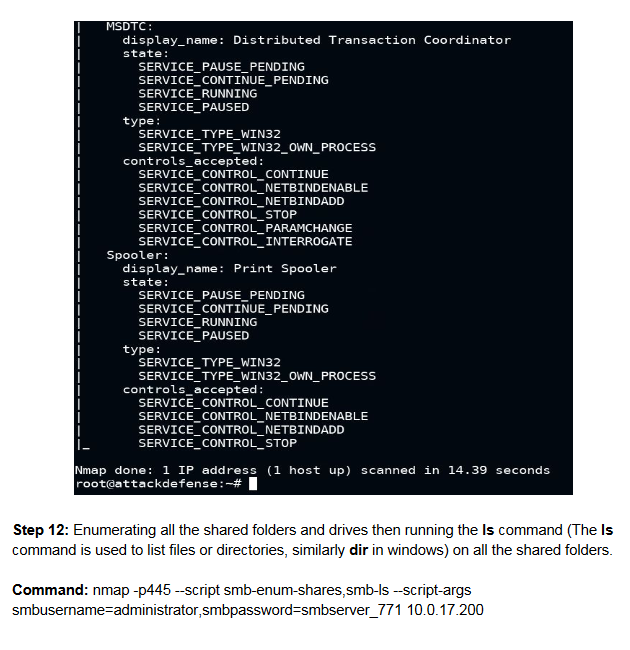 |   MSDTC:
|     display_name: Distributed Transaction Coordinator
|     state:
|       SERVICE_PAUSE_PENDING
|       SERVICE_CONTINUE_PENDING
|       SERVICE_RUNNING
|       SERVICE_PAUSED
|     type:
|       SERVICE_TYPE_WIN32
|       SERVICE_TYPE_WIN32_OWN_PROCESS
|     controls_accepted:
|       SERVICE_CONTROL_CONTINUE
|       SERVICE_CONTROL_NETBINDENABLE
|       SERVICE_CONTROL_NETBINDADD
|       SERVICE_CONTROL_STOP
|       SERVICE_CONTROL_PARAMCHANGE
|       SERVICE_CONTROL_INTERROGATE
|   Spooler:
|     display_name: Print Spooler
|     state:
|       SERVICE_PAUSE_PENDING
|       SERVICE_CONTINUE_PENDING
|       SERVICE_RUNNING
|       SERVICE_PAUSED
|     type:
|       SERVICE_TYPE_WIN32
|       SERVICE_TYPE_WIN32_OWN_PROCESS
|     controls_accepted:
|       SERVICE_CONTROL_CONTINUE
|       SERVICE_CONTROL_NETBINDENABLE
|       SERVICE_CONTROL_NETBINDADD
|_      SERVICE_CONTROL_STOP
Nmap done: 1 IP address (1 host up) scanned in 14.39 seconds
root@attackdefense:~#
Step 12: Enumerating all the shared folders and drives then running the ls command (The ls
command is used to list files or directories, similarly dir in windows) on all the shared folders.
Command: nmap -p445 --script smb-enum-shares,smb-ls --script-args
smbusername=administrator,smbpassword=smbserver_771 10.0.17.200